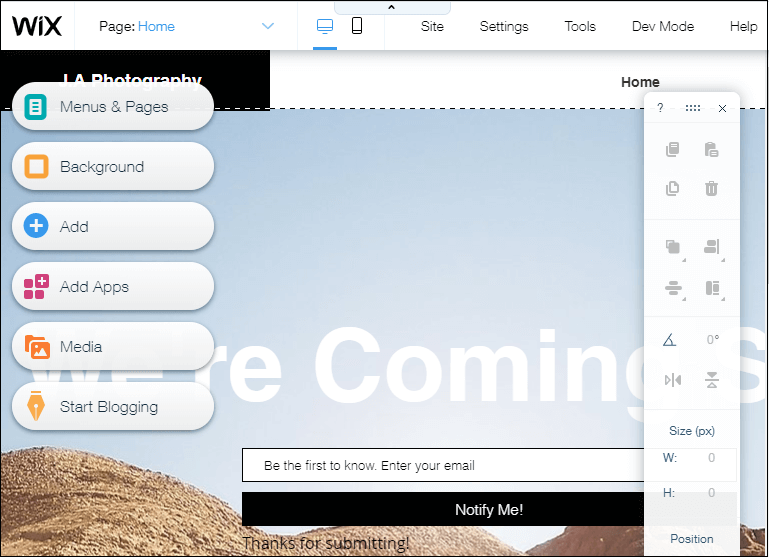 WiX
Page: Home
Site
Settings
Tools
Dev Mode
Help
J.A Photography
Home
Menus & Pages
Background
Add
Add Apps
Media
Start Blogging
We're Coming S
Be the first to know. Enter your email
Notify Me!
Thanks for submitting!
?
0°
Size (px)
W: 0
H: 0
Position